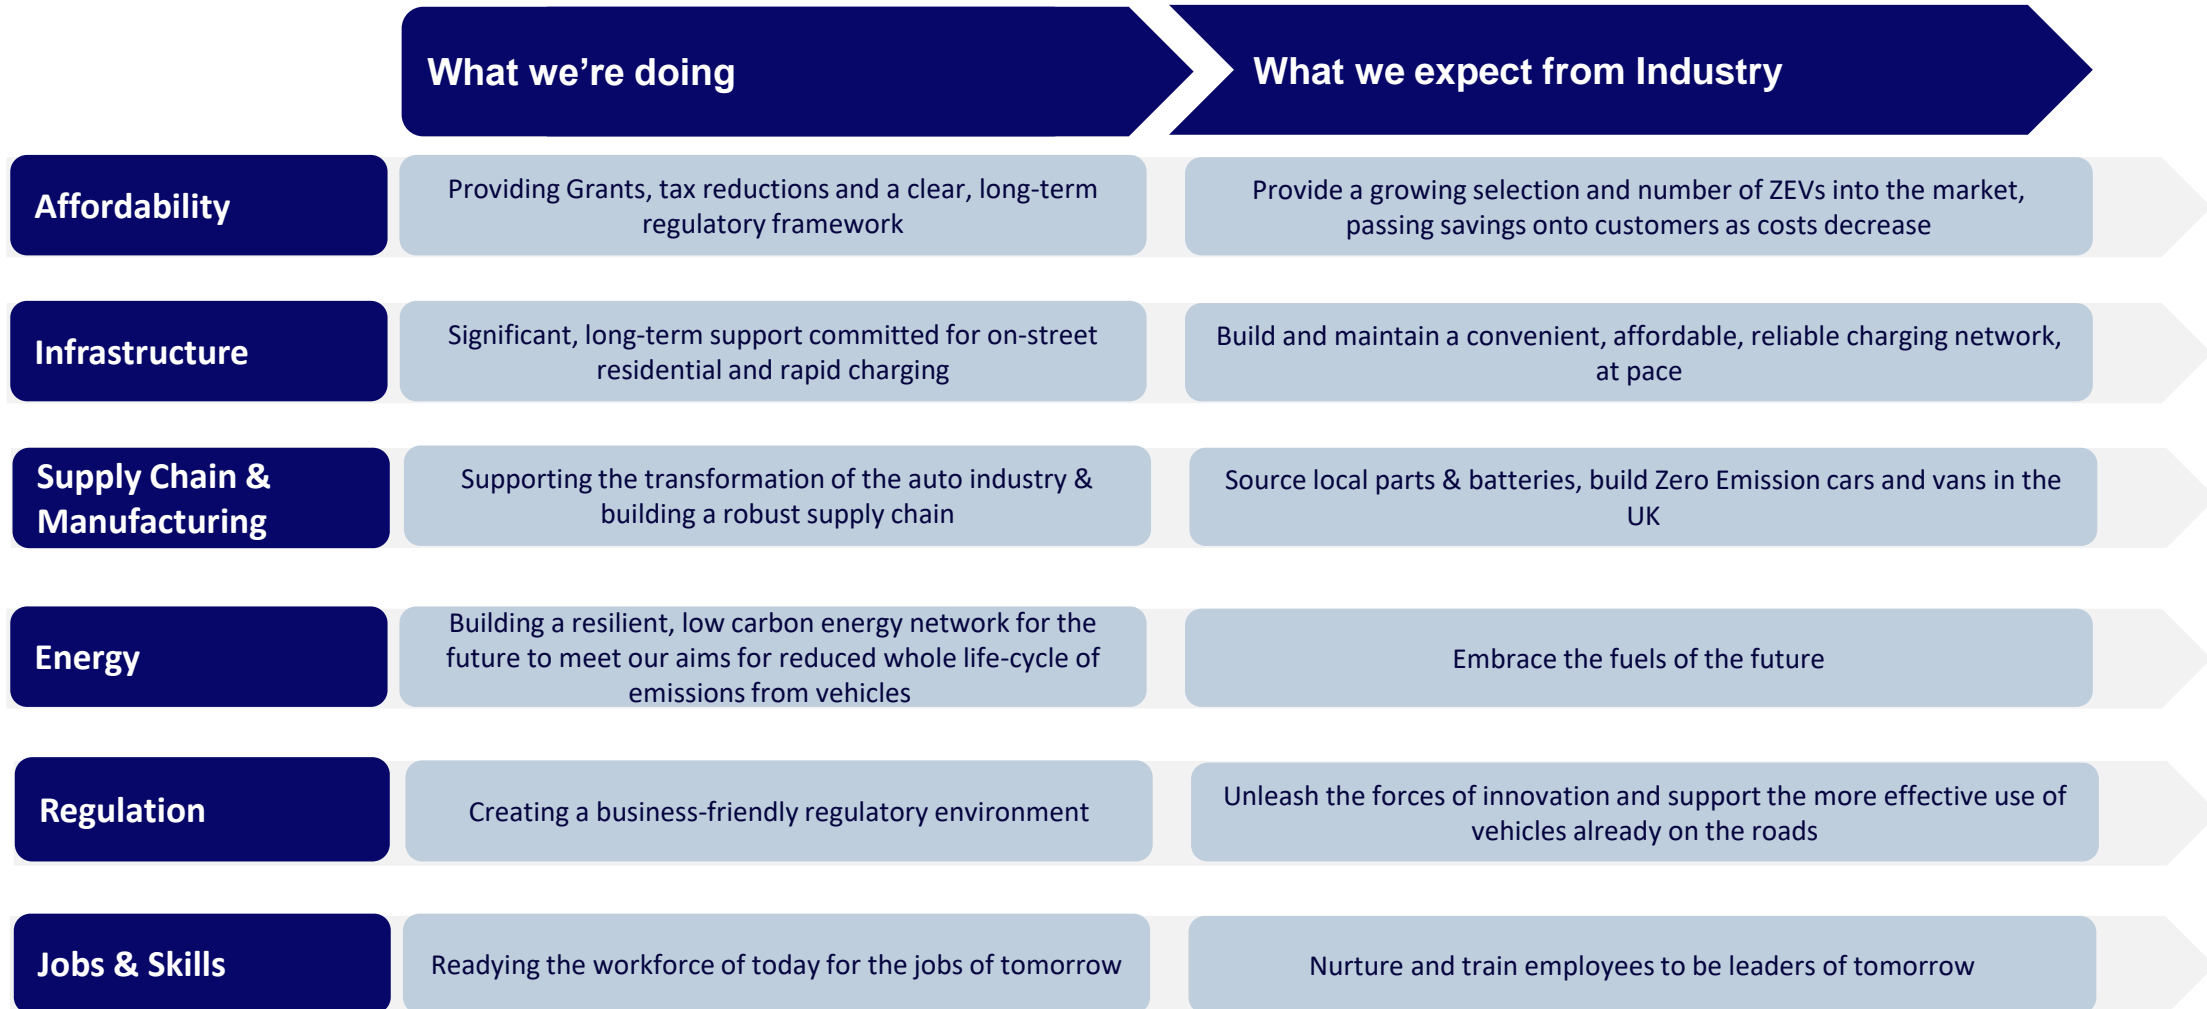 What we’re doing
What we expect from Industry
Affordability
Providing Grants, tax reductions and a clear, long-term
regulatory framework
Provide a growing selection and number of ZEVs into the market,
passing savings onto customers as costs decrease
Infrastructure
Significant, long-term support committed for on-street
residential and rapid charging
Build and maintain a convenient, affordable, reliable charging network,
at pace
Supply Chain &
Manufacturing
Supporting the transformation of the auto industry &
building a robust supply chain
Source local parts & batteries, build Zero Emission cars and vans in the
UK
Energy
Building a resilient, low carbon energy network for the
future to meet our aims for reduced whole life-cycle of
emissions from vehicles
Embrace the fuels of the future
Regulation
Creating a business-friendly regulatory environment
Unleash the forces of innovation and support the more effective use of
vehicles already on the roads
Jobs & Skills
Readying the workforce of today for the jobs of tomorrow
Nurture and train employees to be leaders of tomorrow